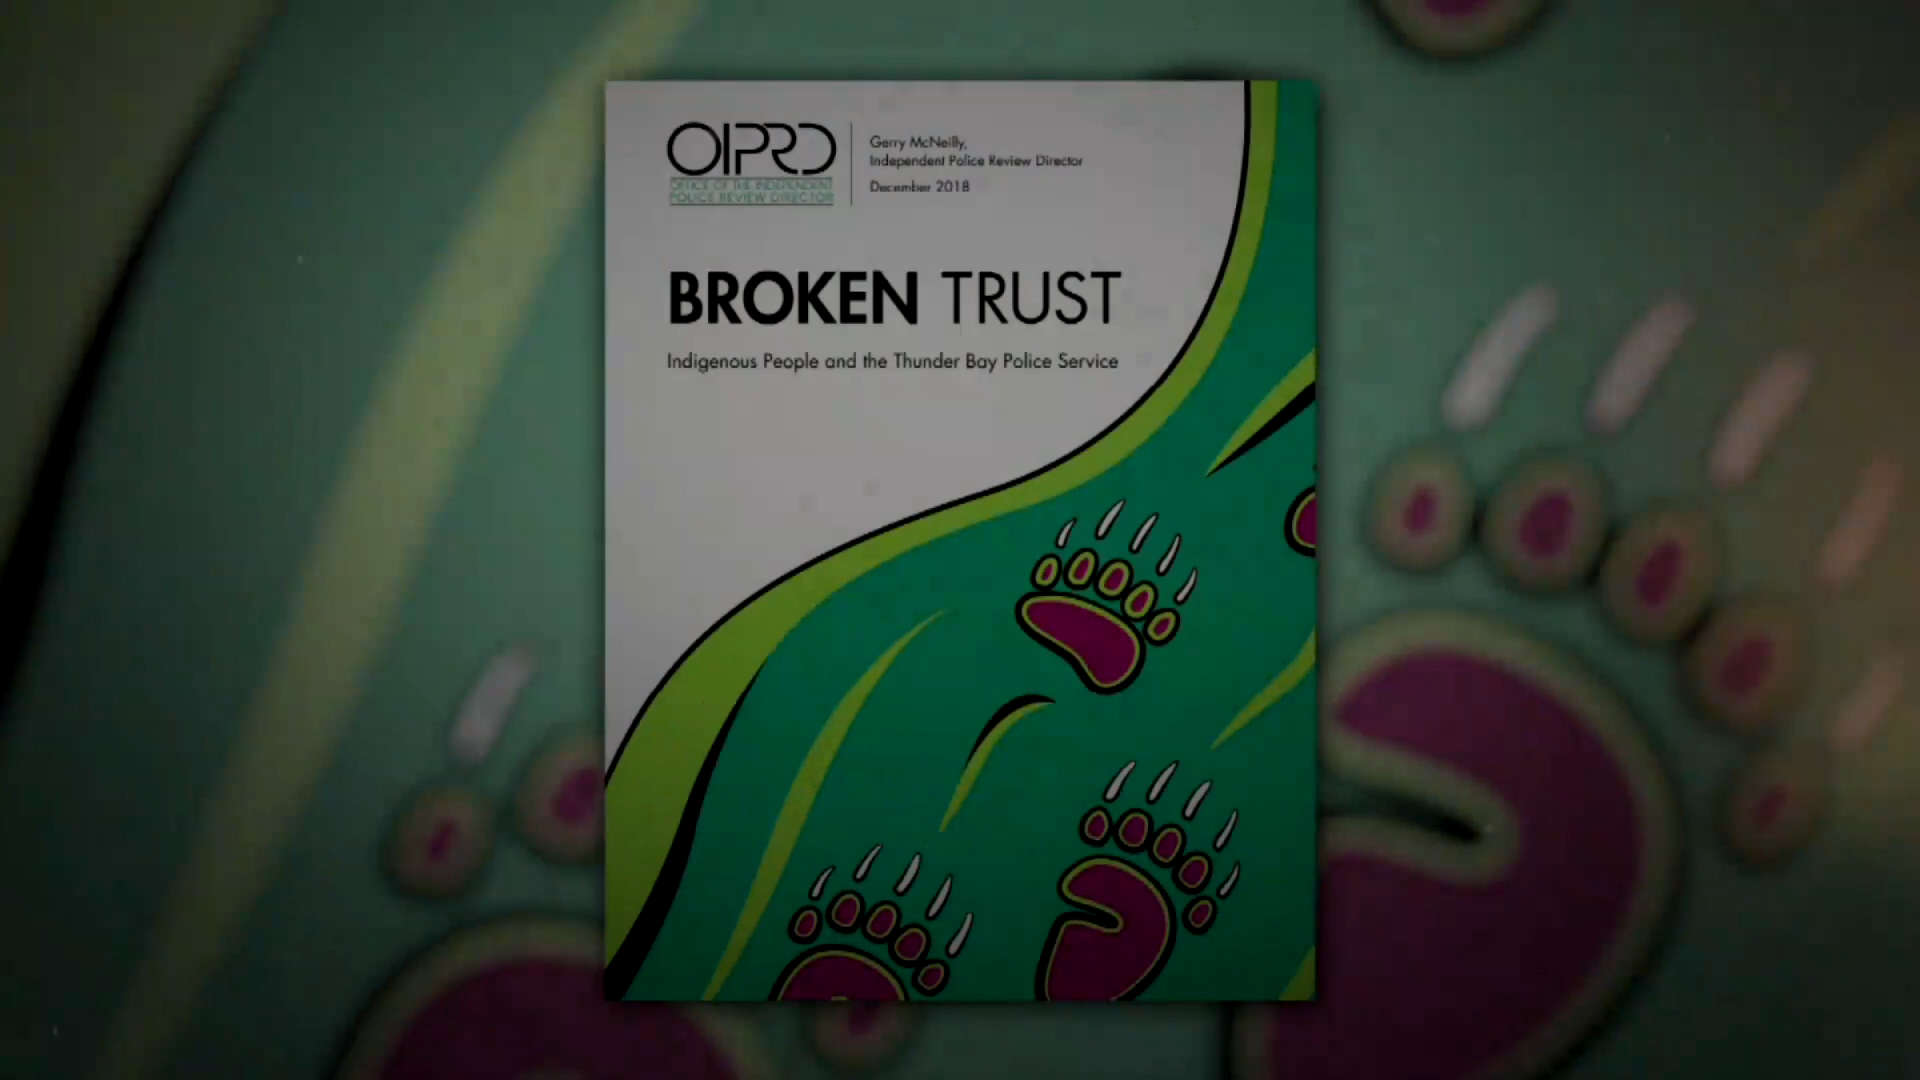 OIPRD
OFFICE OF THE INDEPENDENT
POLICE REVIEW DIRECTOR
Gerry McNeilly,
Independent Police Review Director
December 2018
BROKEN TRUST
Indigenous People and the Thunder Bay Police Service